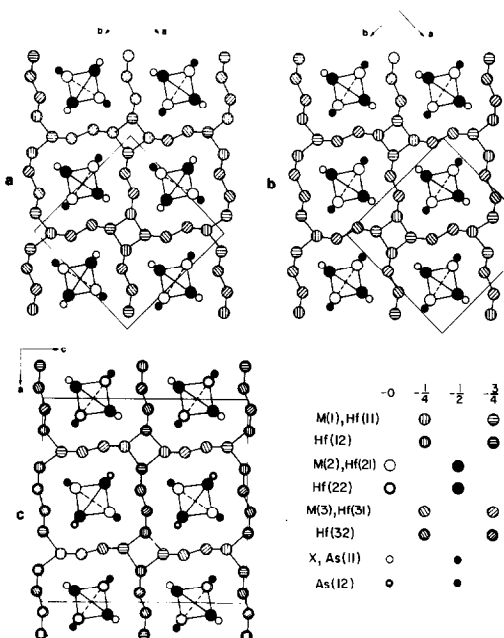 b a
b a
a
b
c
a
c
-0 -1/4 -1/2 -3/4
M(1), Hf(11)
Hf(12)
M(2), Hf(21)
Hf(22)
M(3), Hf(31)
Hf(32)
X, As(11)
As(12)